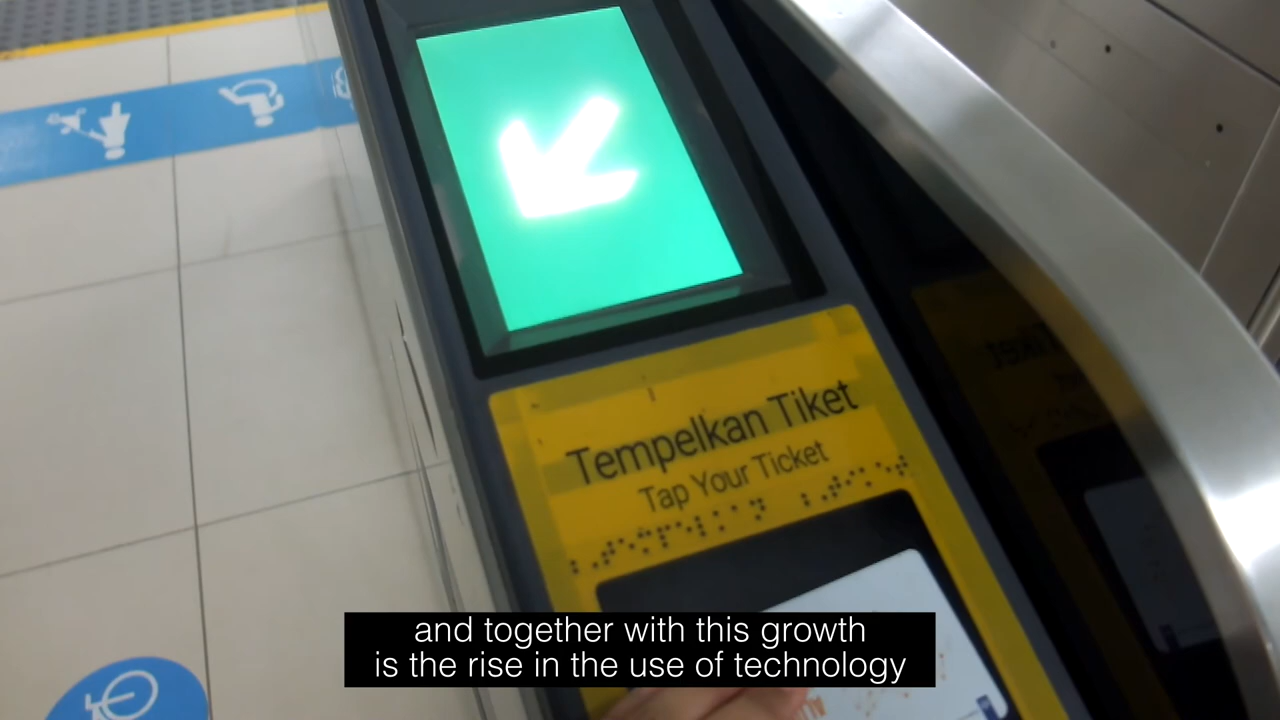 Tempelkan Tiket
Tap Your Ticket
and together with this growth
is the rise in the use of technology